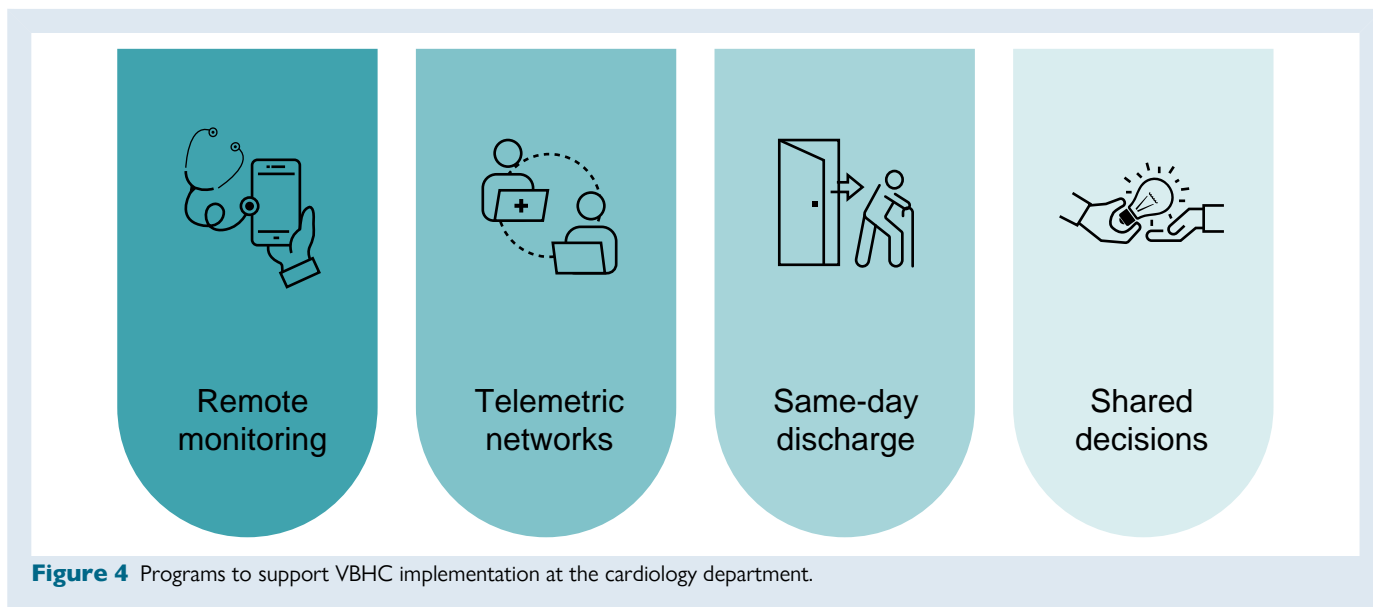 Remote
monitoring
Telemetric
networks
Same-day
discharge
Shared
decisions
Figure 4 Programs to support VBHC implementation at the cardiology department.